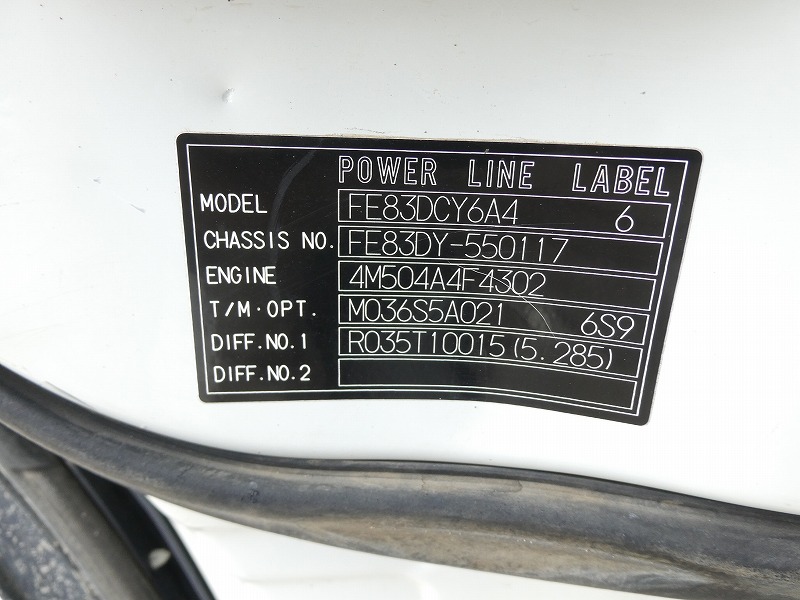 POWER LINE LABEL
MODEL FE83DCY6A4 6
CHASSIS NO. FE83DY-550117
ENGINE 4M504A4F4302
T/M·OPT. M036S5A021 6S9
DIFF.NO.1 R035T10015(5.285)
DIFF.NO.2